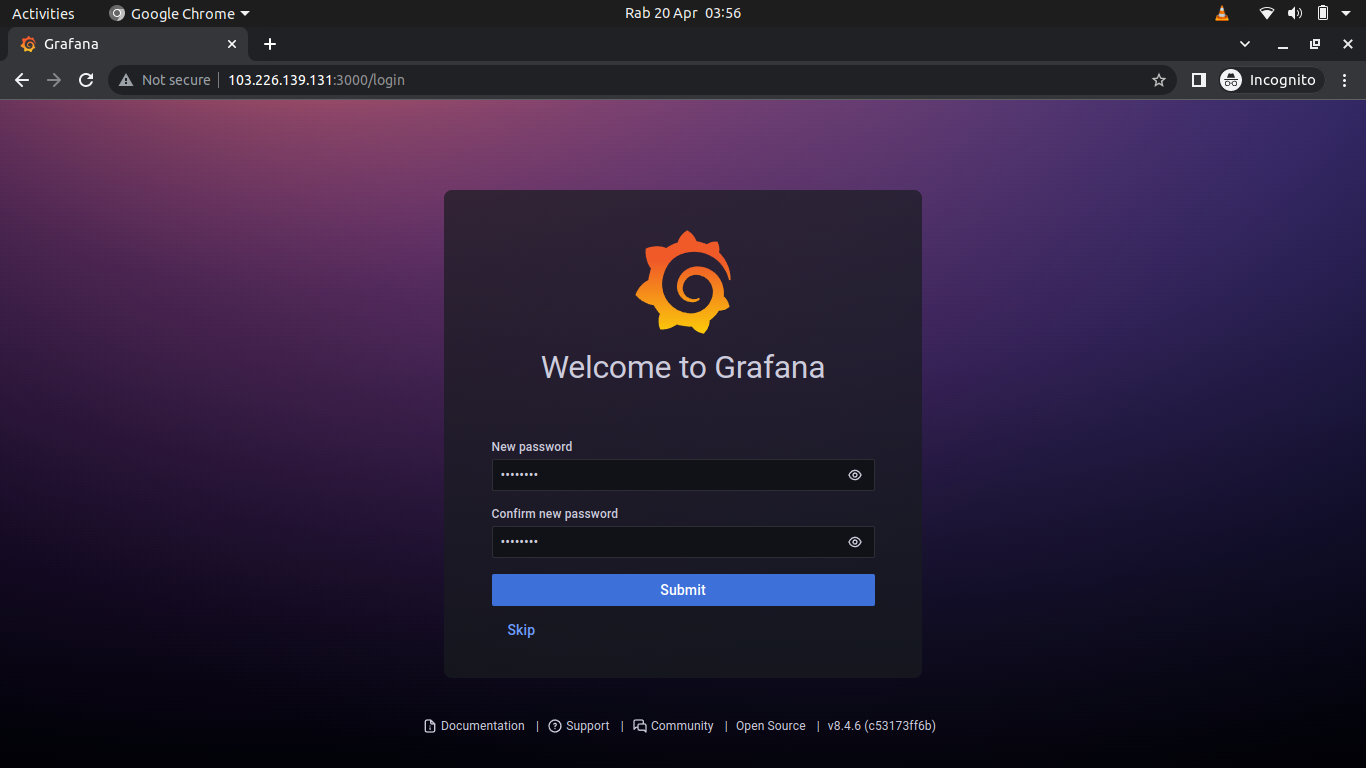 Activities Google Chrome Rab 20 Apr 03:56
Grafana
Not secure 103.226.139.131:3000/login Incognito
Welcome to Grafana
New password
••••••••
Confirm new password
••••••••
Submit
Skip
Documentation | Support | Community | Open Source | v8.4.6 (c53173ff6b)